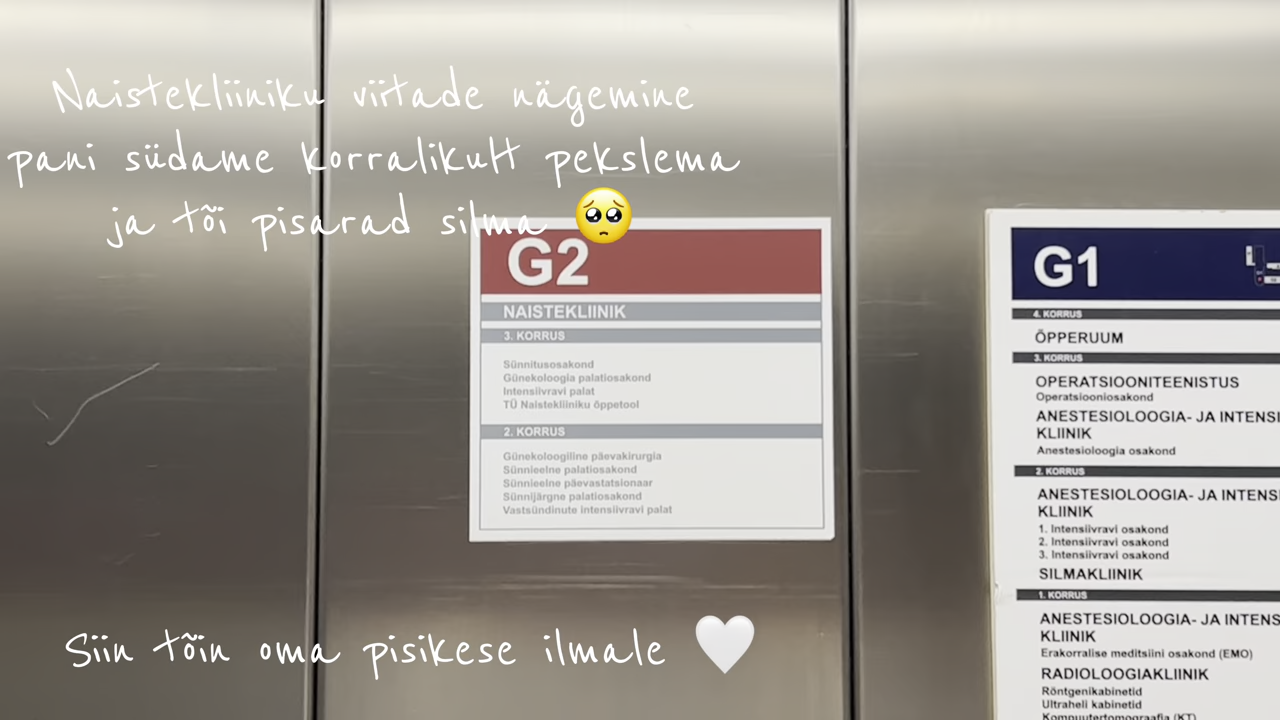 Naistekliiniku viitade nägemine
pani südame korralikult pekslema
ja tõi pisarad silma 🥺
G2
NAISTEKLIINIK
3. KORRUS
Sünnitusosakond
Günekoloogia palatiosakond
Intensiivravi palat
TÜ Naistekliiniku õppetool
2. KORRUS
Günekoloogiline päevakirurgia
Sünnieelne palatiosakond
Sünnieelne päevastatsionaar
Sünnijärgne palatiosakond
Vastsündinute intensiivravi palat
G1
4. KORRUS
ÕPPERUUM
3. KORRUS
OPERATSIOONITEENISTUS
Operatsiooniosakond
ANESTESIOLOOGIA- JA INTENSI
KLIINIK
Anestesioloogia osakond
2. KORRUS
ANESTESIOLOOGIA- JA INTENSI
KLIINIK
1. Intensiivravi osakond
2. Intensiivravi osakond
3. Intensiivravi osakond
SILMAKLIINIK
1. KORRUS
ANESTESIOLOOGIA- JA INTENS
KLIINIK
Erakorralise meditsiini osakond (EMO)
RADIOLOOGIAKLIINIK
Röntgenikabinetid
Ultraheli kabinetid
Kompuutertomograafia (KT)
Siin tõin oma pisikese ilmale 🤍